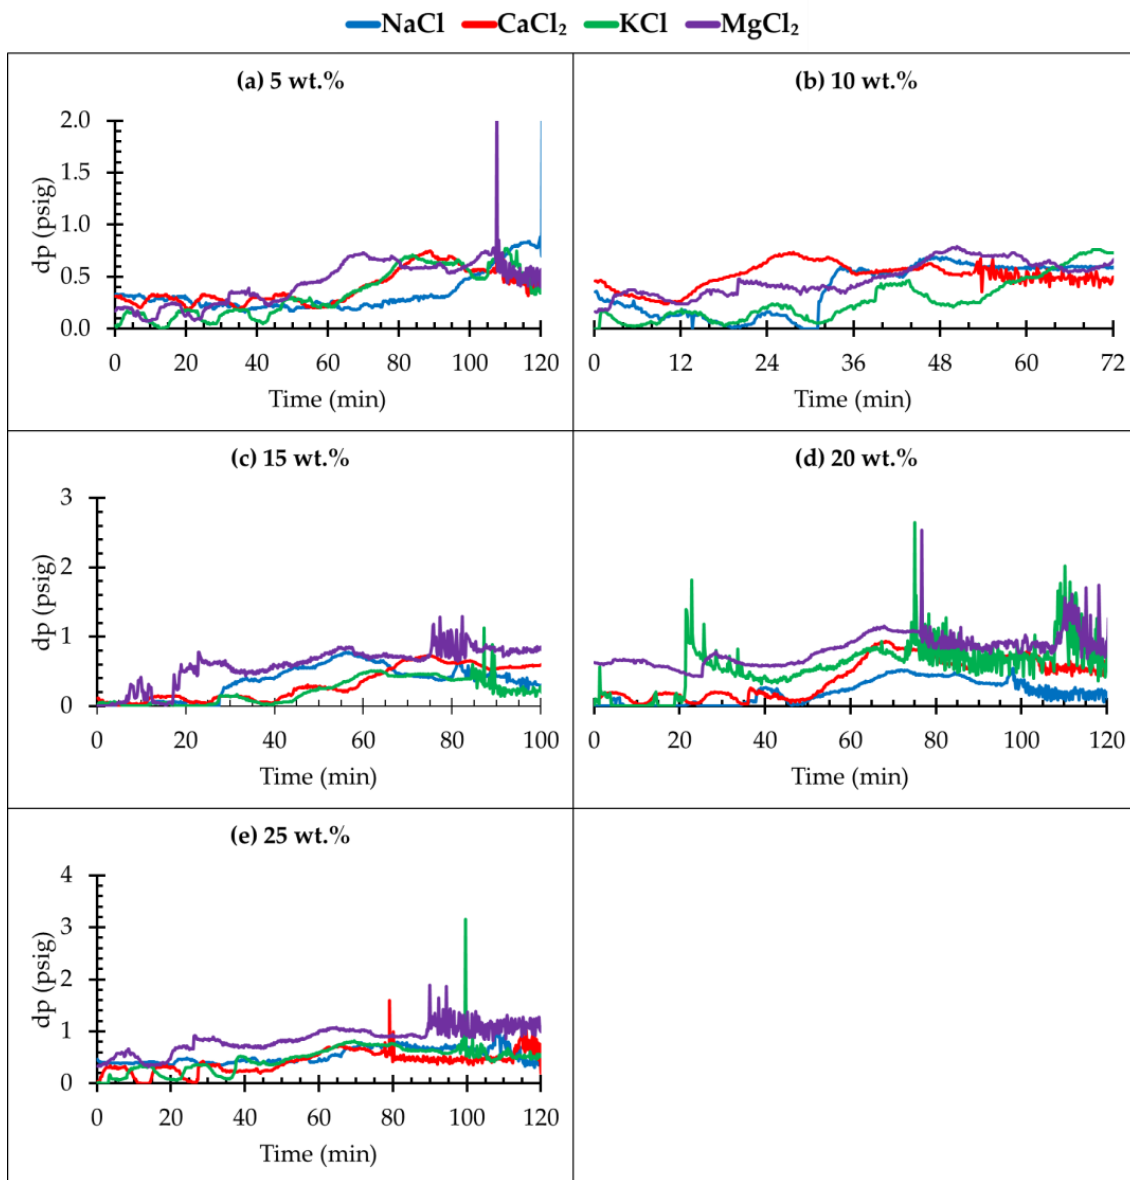 NaCl CaCl₂ KCl MgCl₂
(a) 5 wt.%
dp (psig)
2.0
1.5
1.0
0.5
0.0
0 20 40 60 80 100 120
Time (min)
(b) 10 wt.%
0 12 24 36 48 60 72
Time (min)
(c) 15 wt.%
dp (psig)
3
2
1
0
0 20 40 60 80 100
Time (min)
(d) 20 wt.%
0 20 40 60 80 100 120
Time (min)
(e) 25 wt.%
dp (psig)
4
3
2
1
0
0 20 40 60 80 100 120
Time (min)